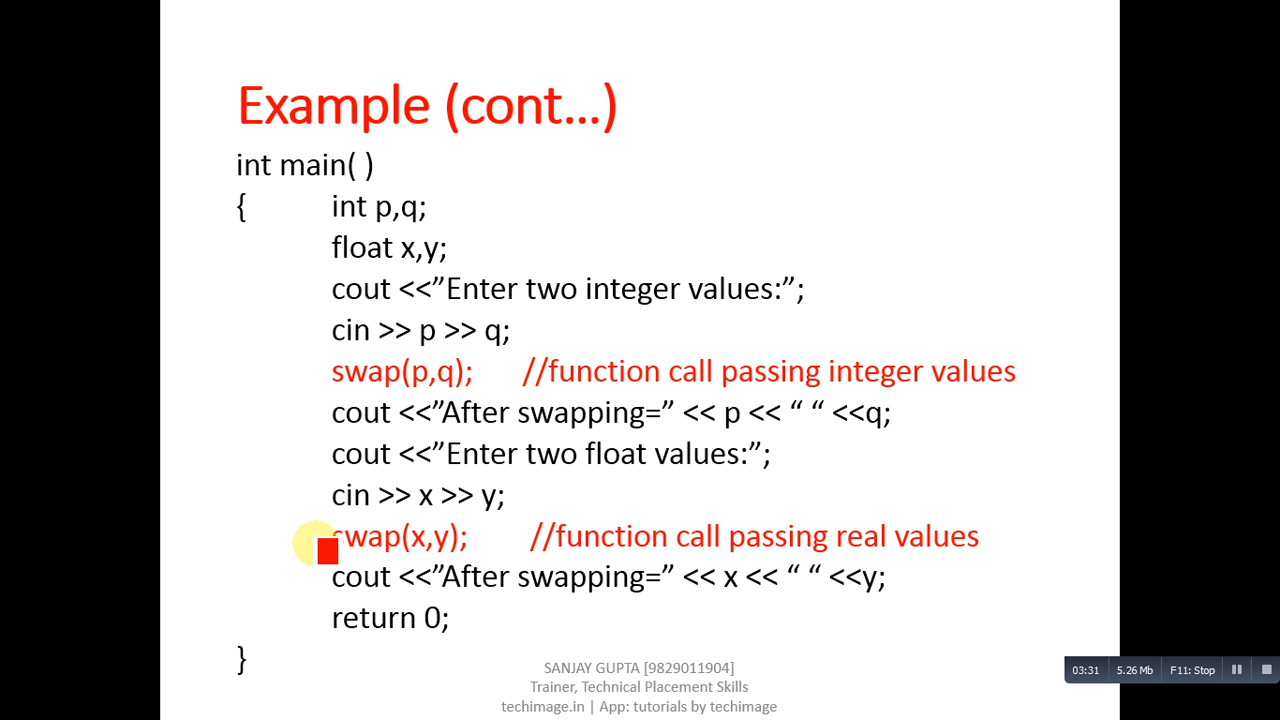 Example (cont...)
int main( )
{ int p,q;
float x,y;
cout <<”Enter two integer values:”;
cin >> p >> q;
swap(p,q); //function call passing integer values
cout <<”After swapping=” << p << “ “ <<q;
cout <<”Enter two float values:”;
cin >> x >> y;
swap(x,y); //function call passing real values
cout <<”After swapping=” << x << “ “ <<y;
return 0;
}
SANJAY GUPTA [9829011904]
Trainer, Technical Placement Skills
techimage.in | App: tutorials by techimage
03:31 5.26 Mb F11: Stop